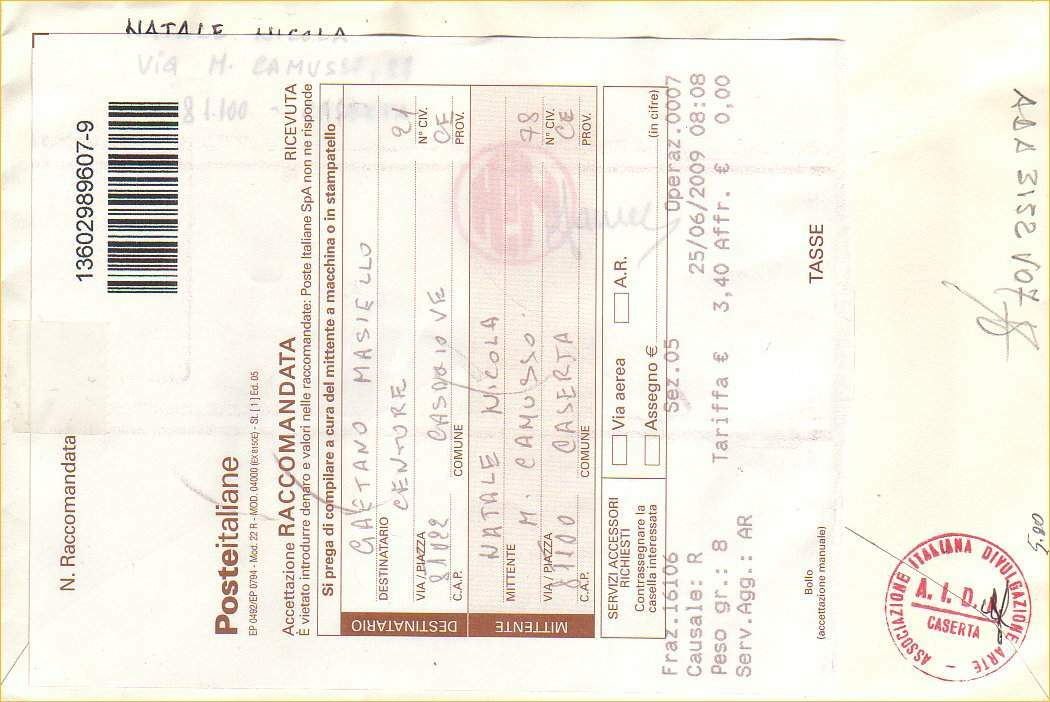 NATALE NICOLA
Via M. CAMUSSO,
81100 -
N. Raccomandata
13602989607-9
Posteitaliane
EP 0492/EP 0794 - Mod. 22 R - MOD. 04000 (EX 8150E) - St. [1] Ed. 05
Accettazione RACCOMANDATA
RICEVUTA
È vietato introdurre denaro e valori nelle raccomandate: Poste Italiane SpA non ne risponde
Si prega di compilare a cura del mittente a macchina o in stampatello
DESTINATARIO
GAETANO MASIELLO
DESTINATARIO
CENTORE 21
VIA / PIAZZA N° CIV.
81022 CASAGIOVE CE
C.A.P. COMUNE PROV.
MITTENTE
NATALE NICOLA
MITTENTE
M. CAMUSSO 78
VIA / PIAZZA N° CIV.
81100 CASERTA CE
C.A.P. COMUNE PROV.
SERVIZI ACCESSORI
RICHIESTI
Contrassegnare la
casella interessata
Via aerea A.R.
Assegno € (in cifre)
Fraz.16106 Sez.05 Operaz.0007
Causale: R 25/06/2009 08:08
Peso gr.: 8 Tariffa € 3,40 Affr. € 0,00
Serv.Agg.: AR
Bollo
(accettazione manuale)
TASSE
ASSOCIAZIONE ITALIANA DIVULGAZIONE ARTE
A. I. D. A.
CASERTA